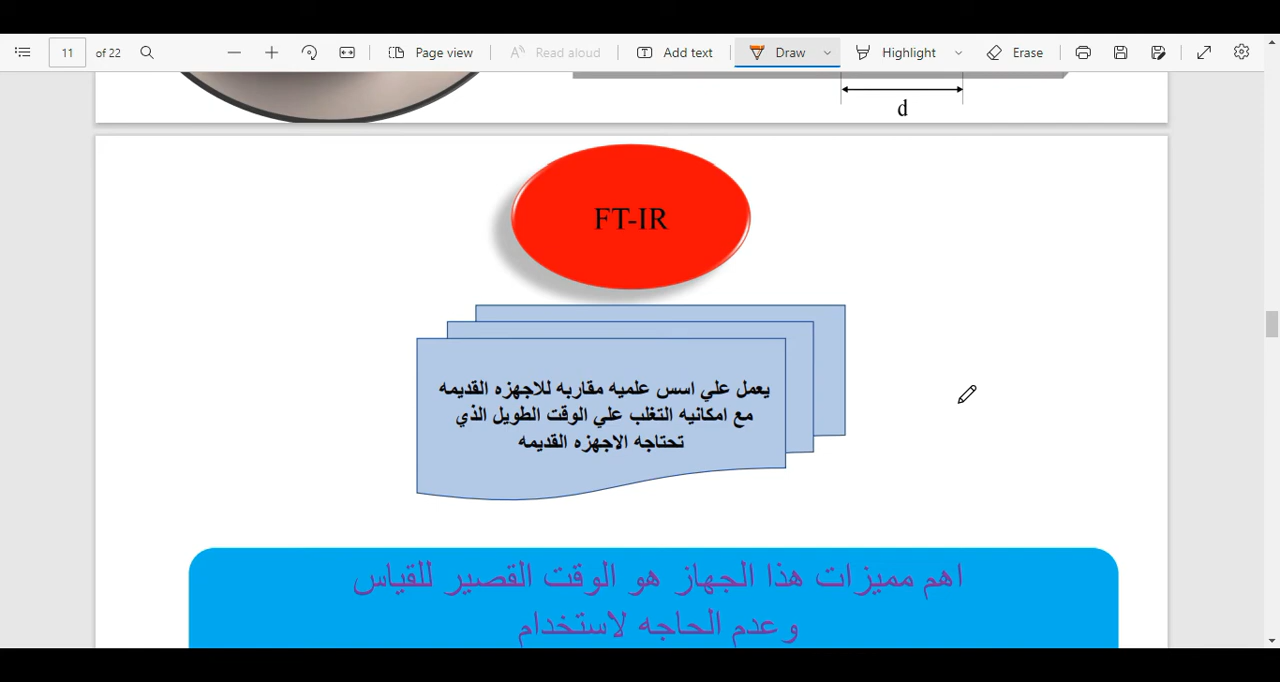 11
of 22
Page view
Read aloud
Add text
Draw
Highlight
Erase
d
FT-IR
يعمل علي اسس علميه مقاربه للاجهزه القديمه
مع امكانيه التغلب علي الوقت الطويل الذي
تحتاجه الاجهزه القديمه
اهم مميزات هذا الجهاز هو الوقت القصير للقياس
وعدم الحاجه لاستخدام